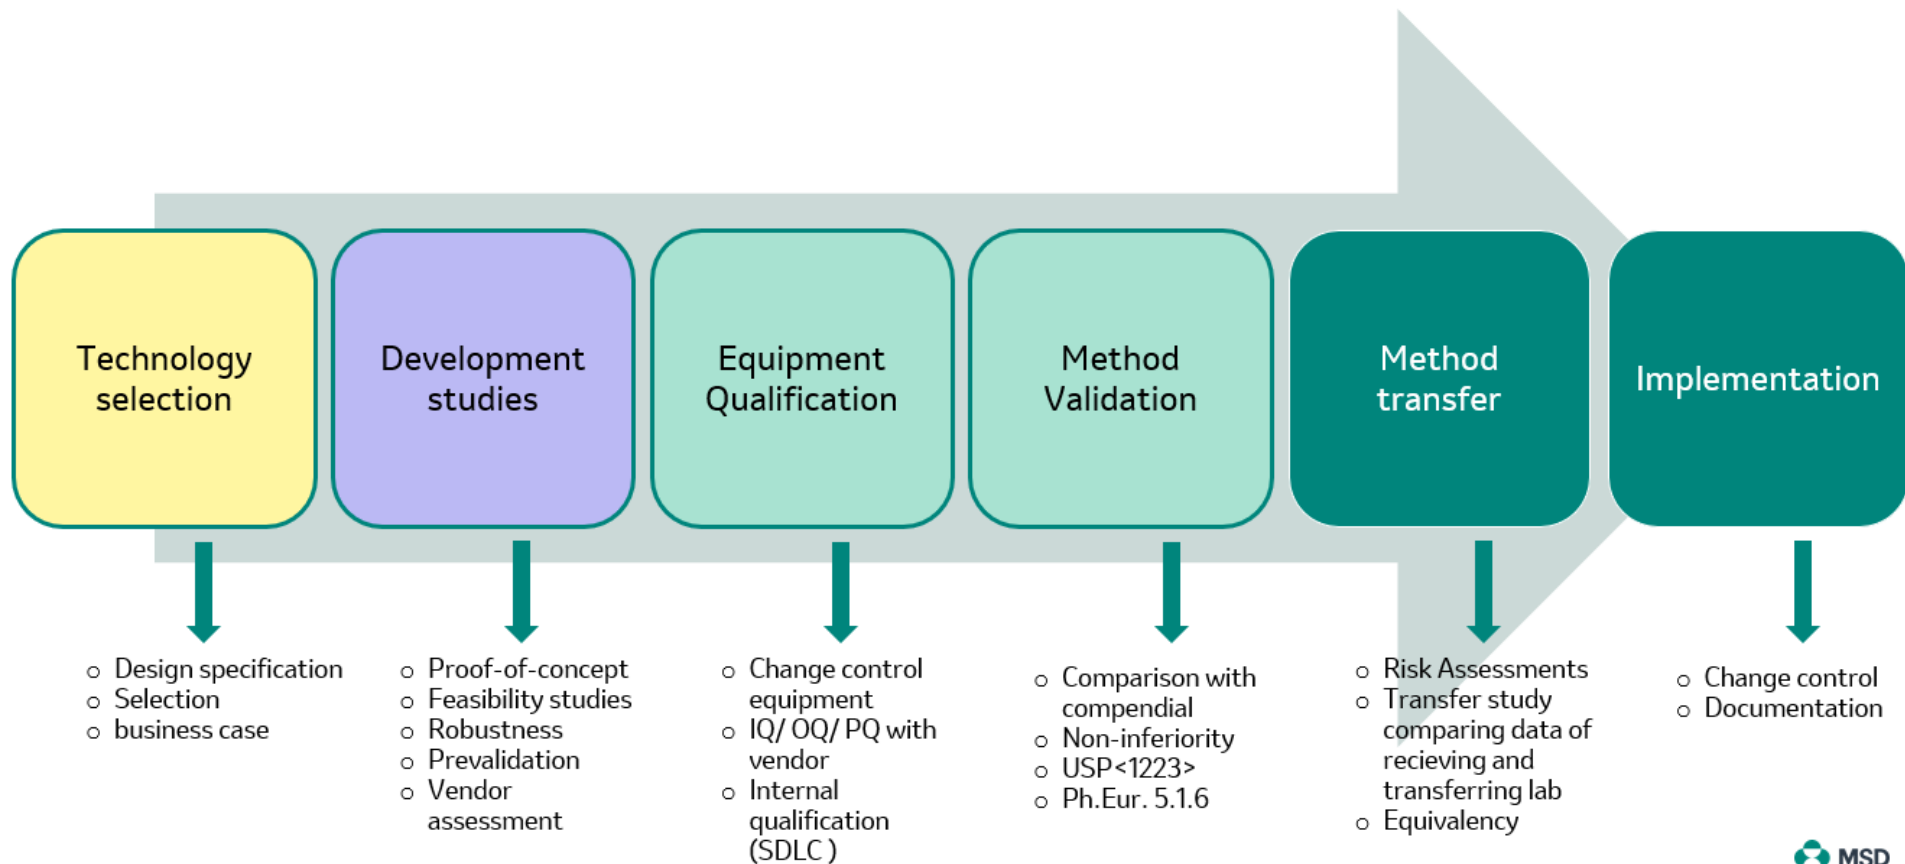 Technology
selection
Development
studies
Equipment
Qualification
Method
Validation
Method
transfer
Implementation
o Design specification
o Selection
o business case
o Proof-of-concept
o Feasibility studies
o Robustness
o Prevalidation
o Vendor
assessment
o Change control
equipment
o IQ/ OQ/ PQ with
vendor
o Internal
qualification
(SDLC )
o Comparison with
compendial
o Non-inferiority
o USP<1223>
o Ph.Eur. 5.1.6
o Risk Assessments
o Transfer study
comparing data of
recieving and
transferring lab
o Equivalency
o Change control
o Documentation
MSD